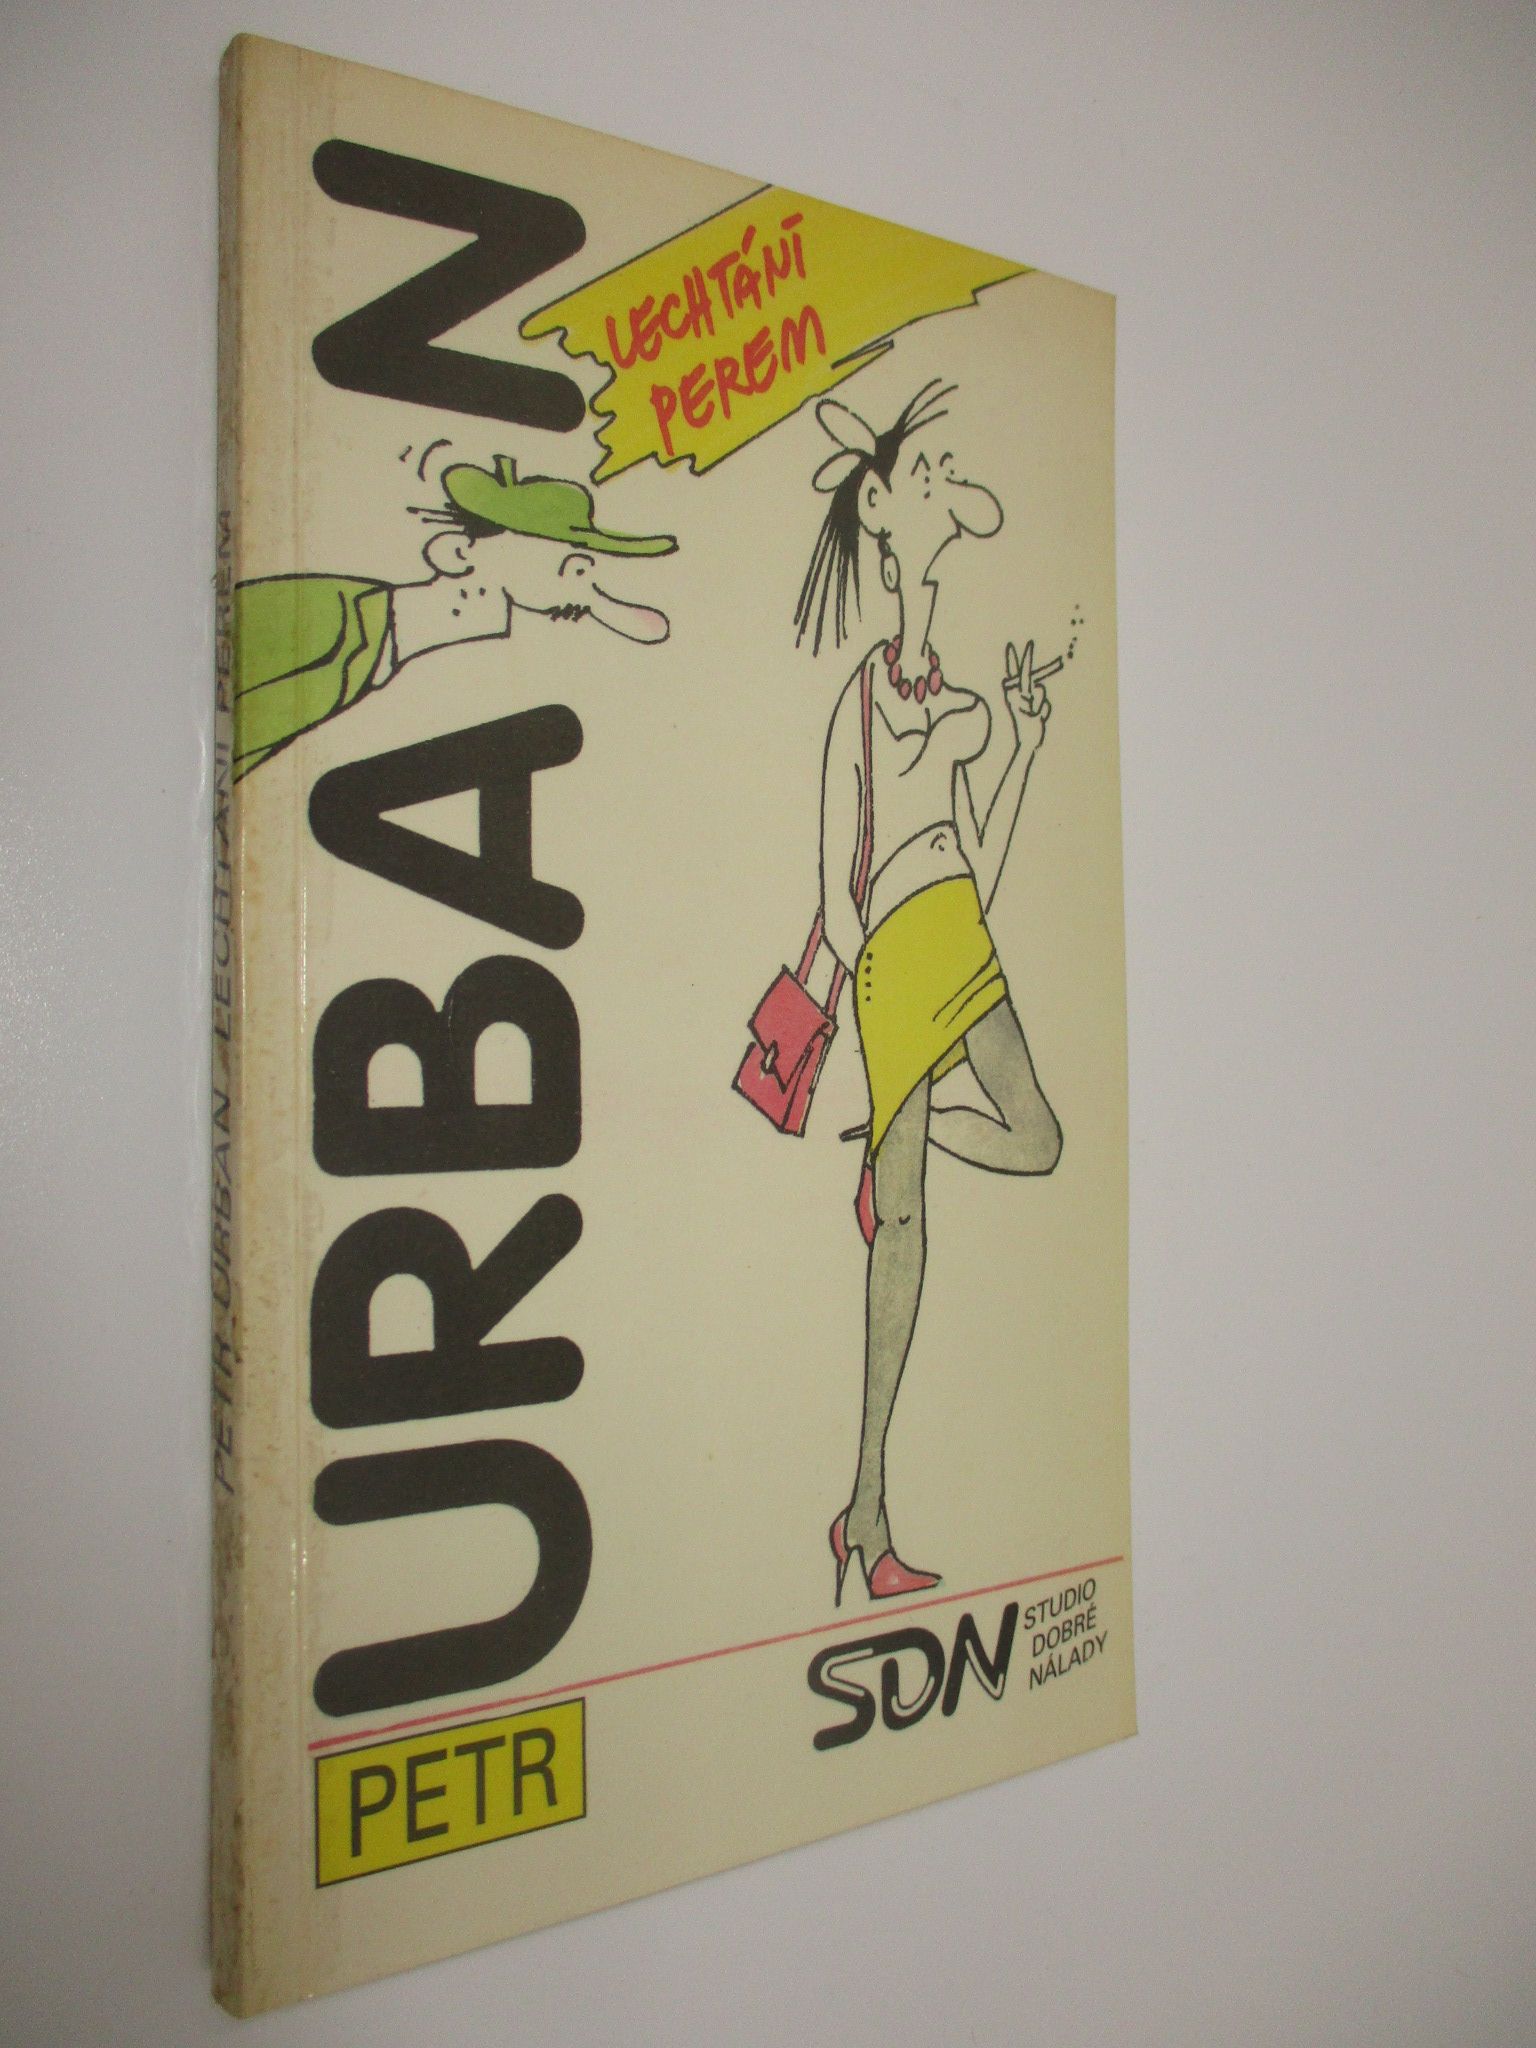 PETR
URBAN
LECHTÁNÍ
PEREM
SDN
STUDIO
DOBRÉ
NÁLADY
PETR URBAN / LECHTÁNÍ PEREM